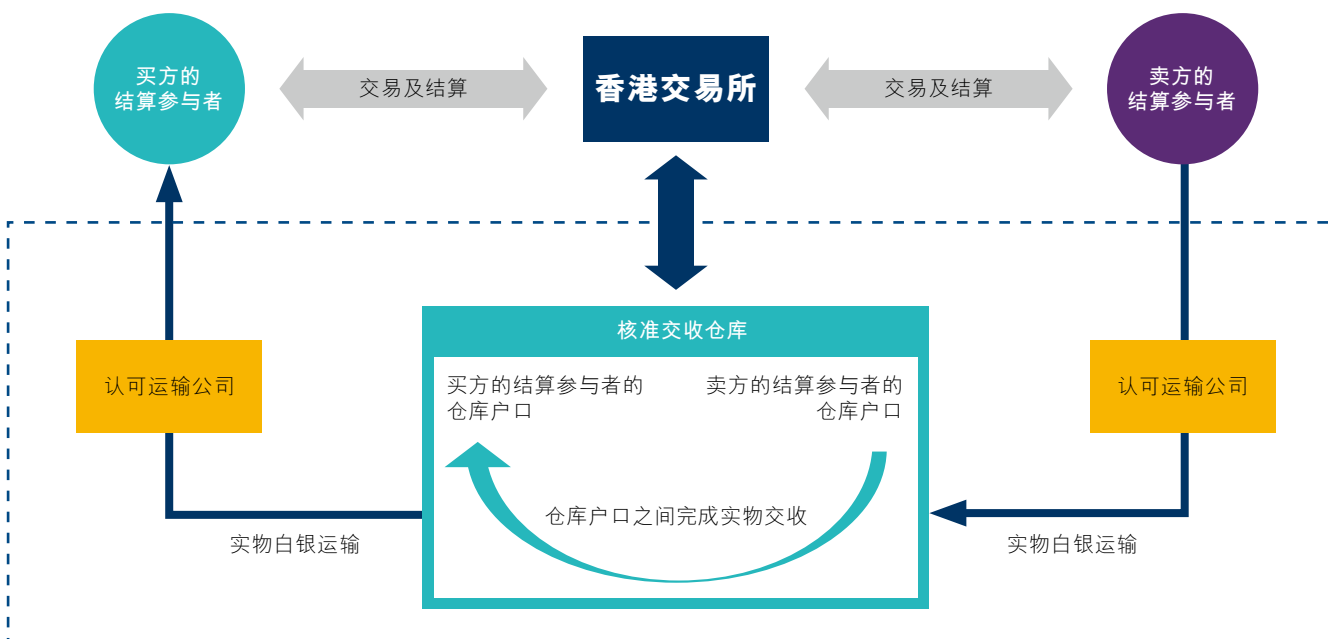 买方的
结算参与者
交易及结算
香港交易所
交易及结算
卖方的
结算参与者
核准交收仓库
认可运输公司
买方的结算参与者的
仓库户口
卖方的结算参与者的
仓库户口
认可运输公司
仓库户口之间完成实物交收
实物白银运输
实物白银运输